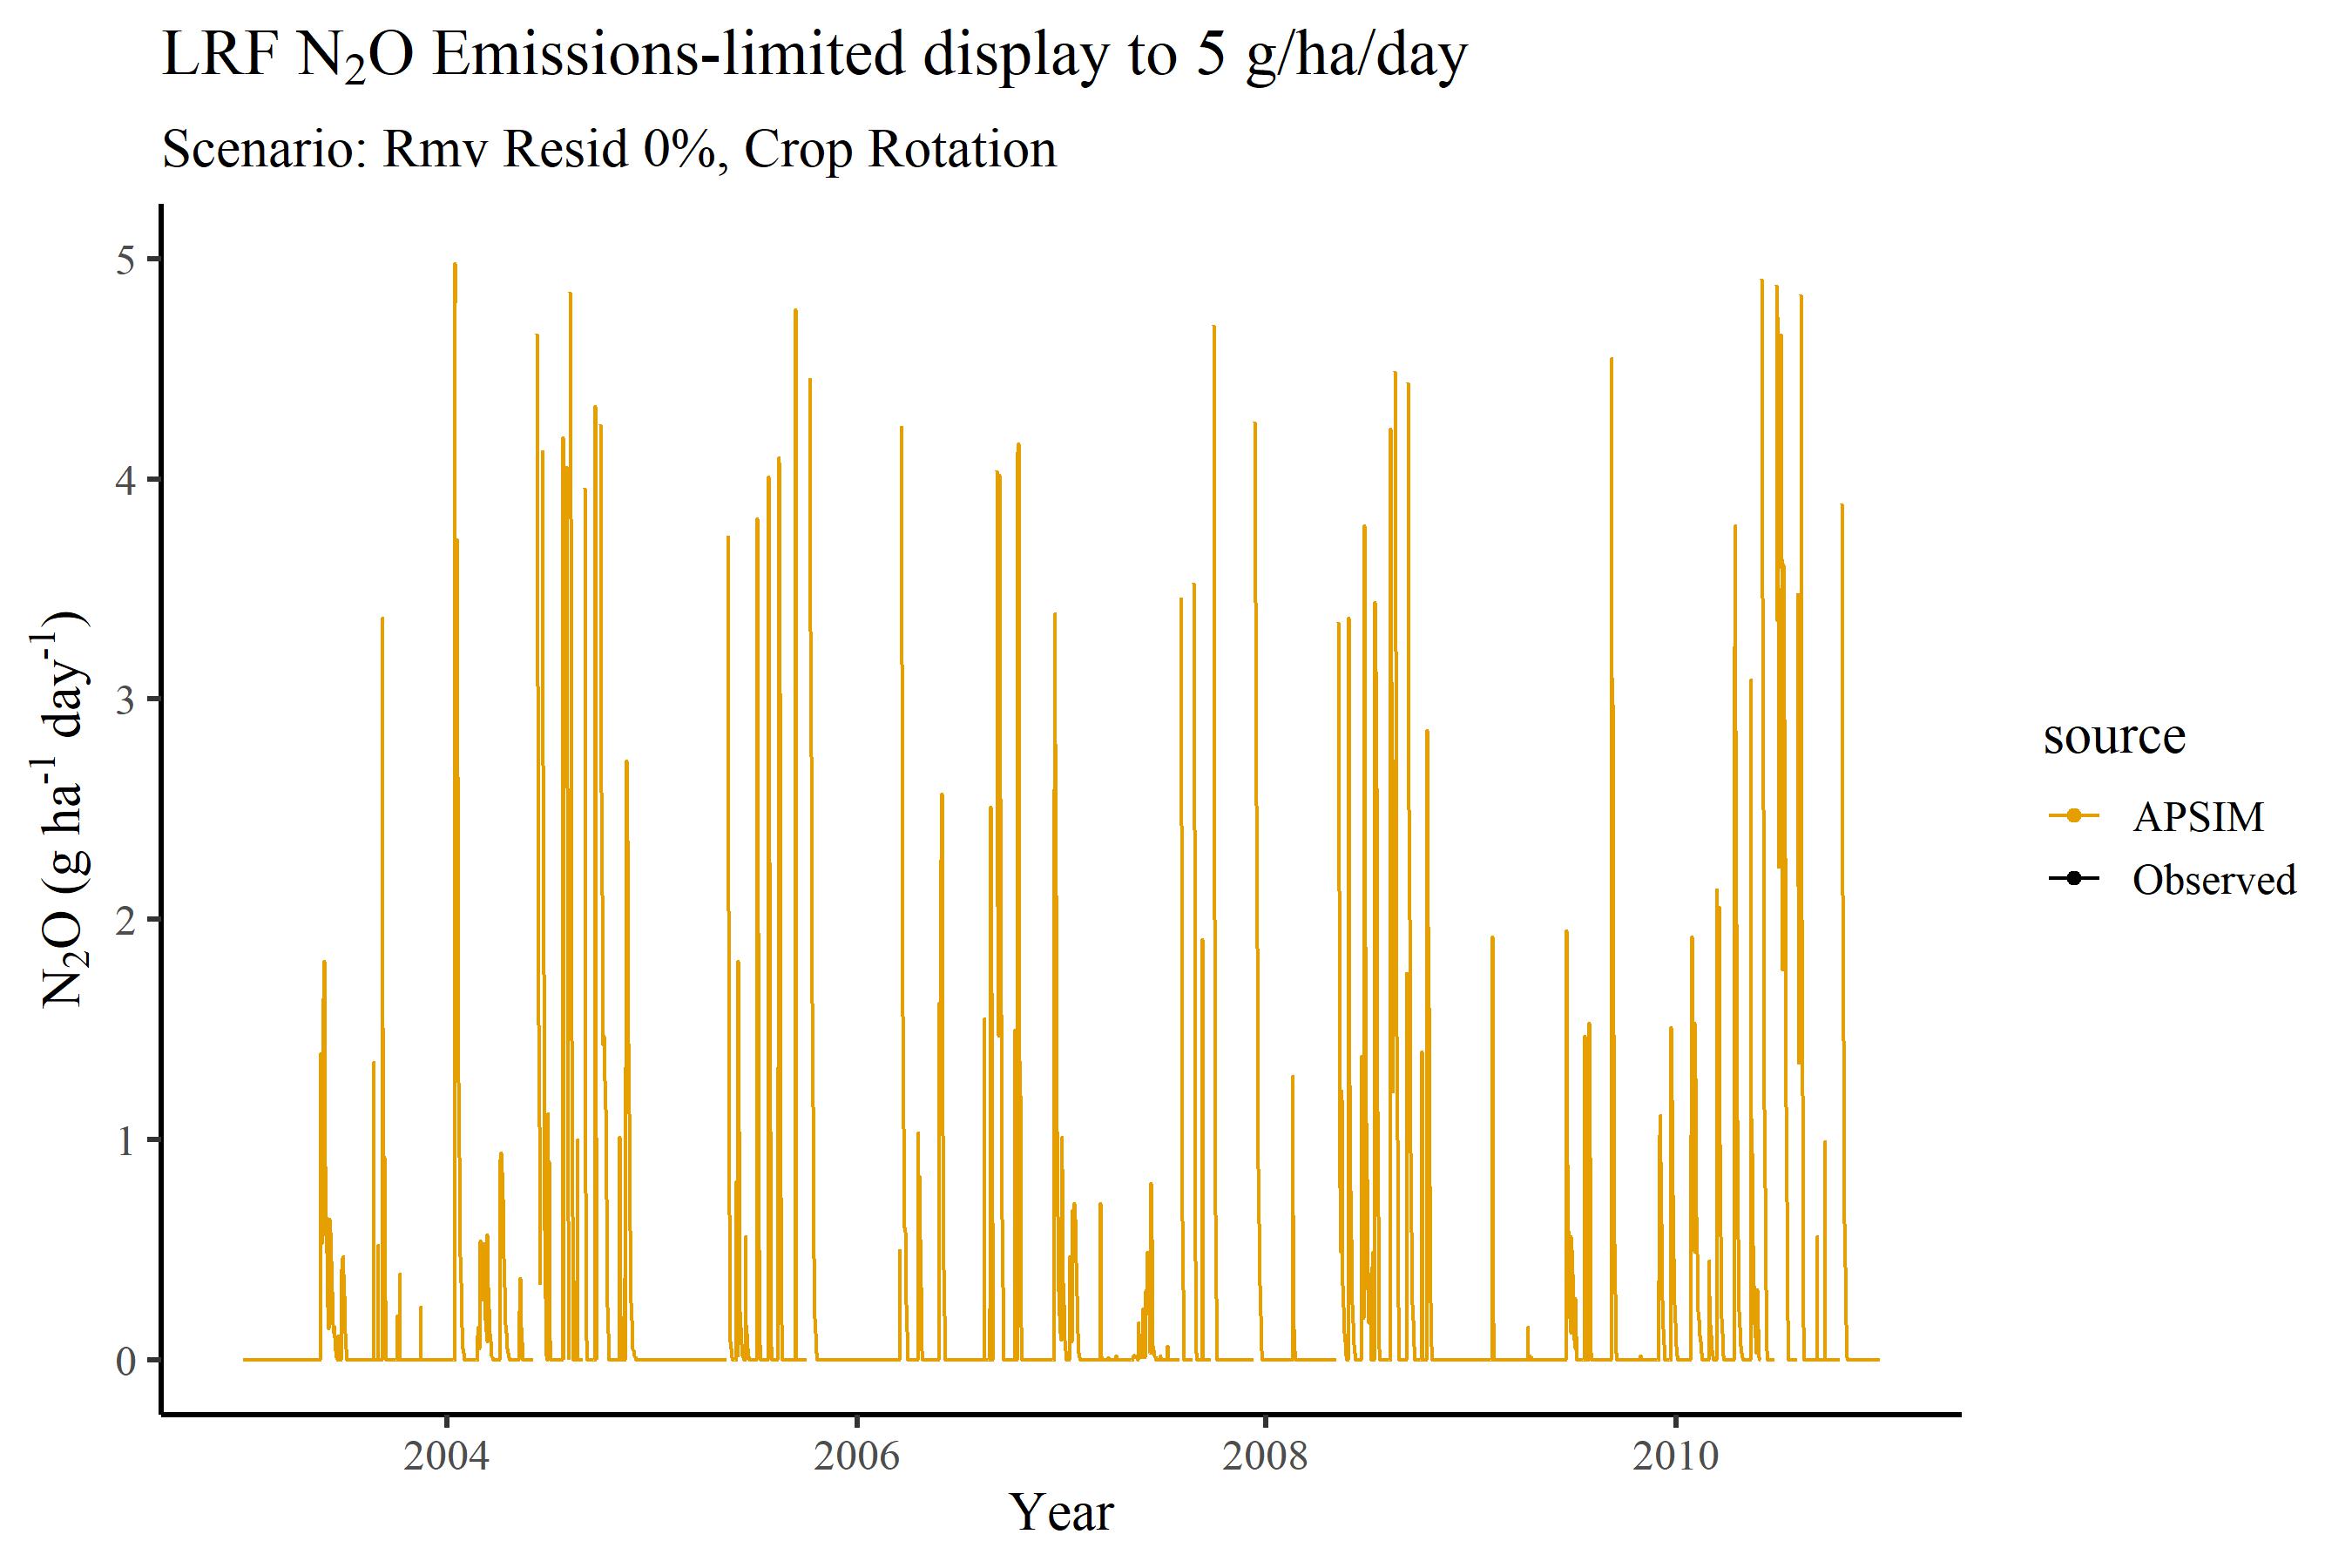 LRF N₂O Emissions-limited display to 5 g/ha/day
Scenario: Rmv Resid 0%, Crop Rotation
N₂O (g ha⁻¹ day⁻¹)
5
4
3
2
1
0
2004 2006 2008 2010
Year
source
APSIM
Observed